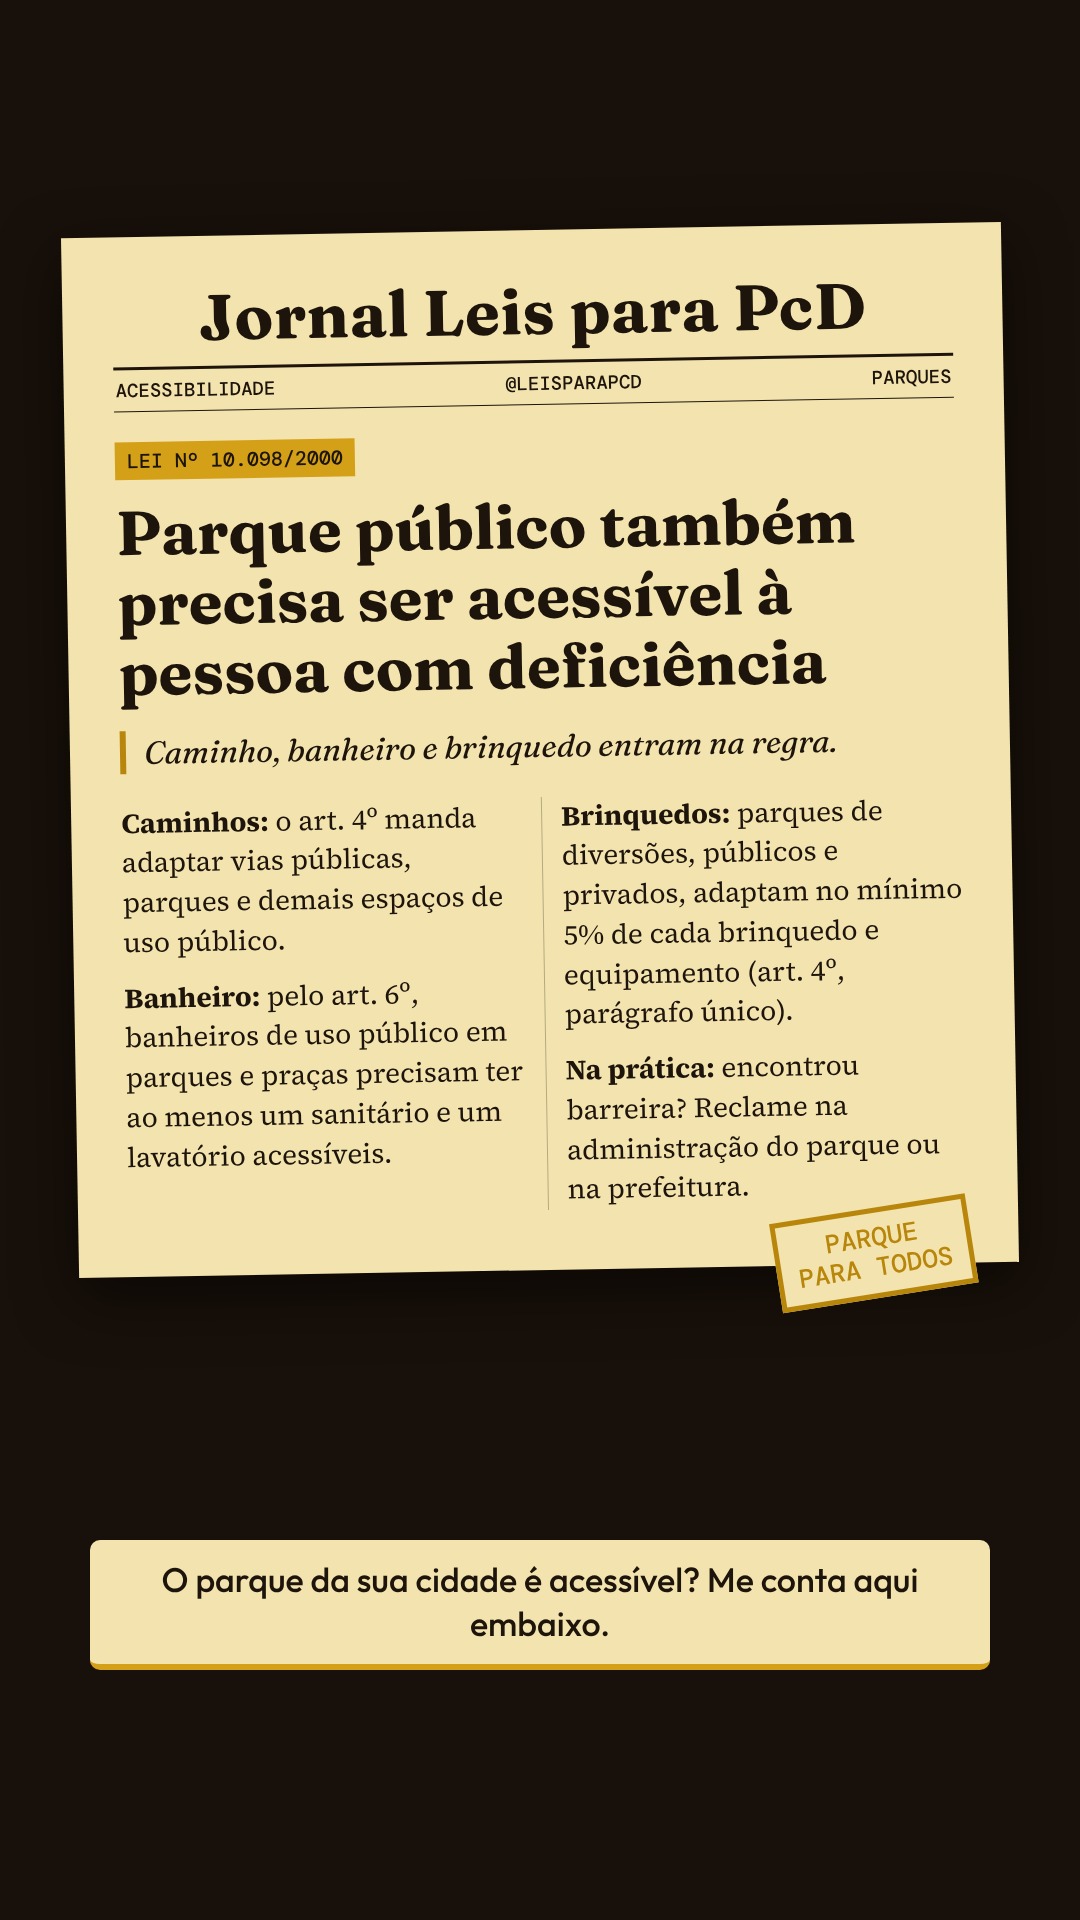 Jornal Leis para PcD
ACESSIBILIDADE
@LEISPARAPCD
PARQUES
LEI Nº 10.098/2000
Parque público também
precisa ser acessível à
pessoa com deficiência
Caminho, banheiro e brinquedo entram na regra.
Caminhos: o art. 4º manda
adaptar vias públicas,
parques e demais espaços de
uso público.
Banheiro: pelo art. 6º,
banheiros de uso público em
parques e praças precisam ter
ao menos um sanitário e um
lavatório acessíveis.
Brinquedos: parques de
diversões, públicos e
privados, adaptam no mínimo
5% de cada brinquedo e
equipamento (art. 4º,
parágrafo único).
Na prática: encontrou
barreira? Reclame na
administração do parque ou
na prefeitura.
PARQUE
PARA TODOS
O parque da sua cidade é acessível? Me conta aqui
embaixo.